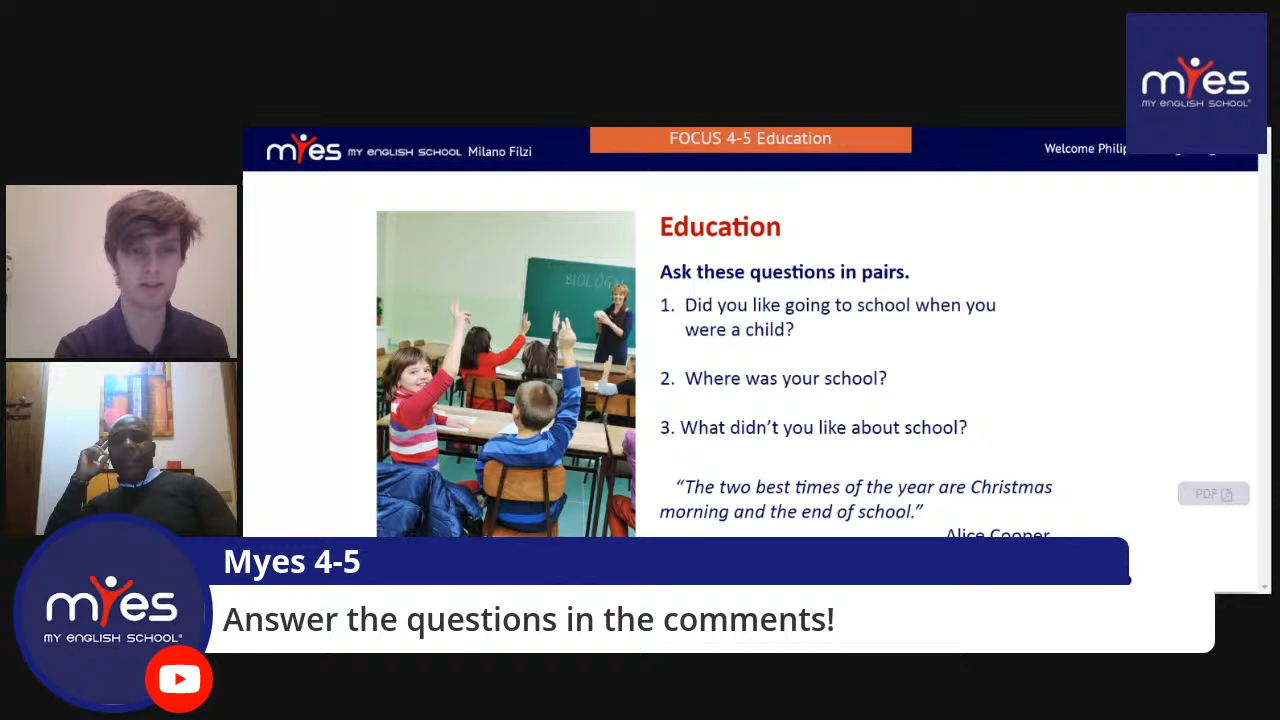 myes
MY ENGLISH SCHOOL
myes MY ENGLISH SCHOOL Milano Filzi
FOCUS 4-5 Education
Welcome Philip
BIOLOGY
Education
Ask these questions in pairs.
1. Did you like going to school when you
were a child?
2. Where was your school?
3. What didn't you like about school?
"The two best times of the year are Christmas
morning and the end of school."
Alice Cooper
PDF
Myes 4-5
Answer the questions in the comments!
myes
MY ENGLISH SCHOOL